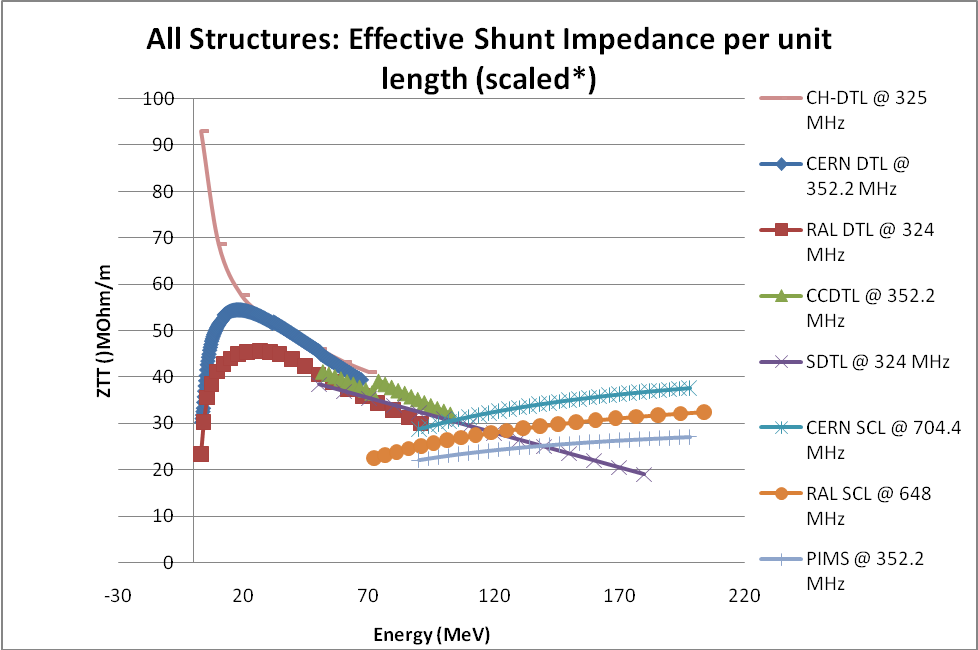 All Structures: Effective Shunt Impedance per unit
length (scaled*)
100
90
80
70
60
50
40
30
20
10
0
ZTT ()MOhm/m
-30
20
70
120
170
220
Energy (MeV)
CH-DTL @ 325
MHz
CERN DTL @
352.2 MHz
RAL DTL @ 324
MHz
CCDTL @ 352.2
MHz
SDTL @ 324 MHz
CERN SCL @ 704.4
MHz
RAL SCL @ 648
MHz
PIMS @ 352.2
MHz